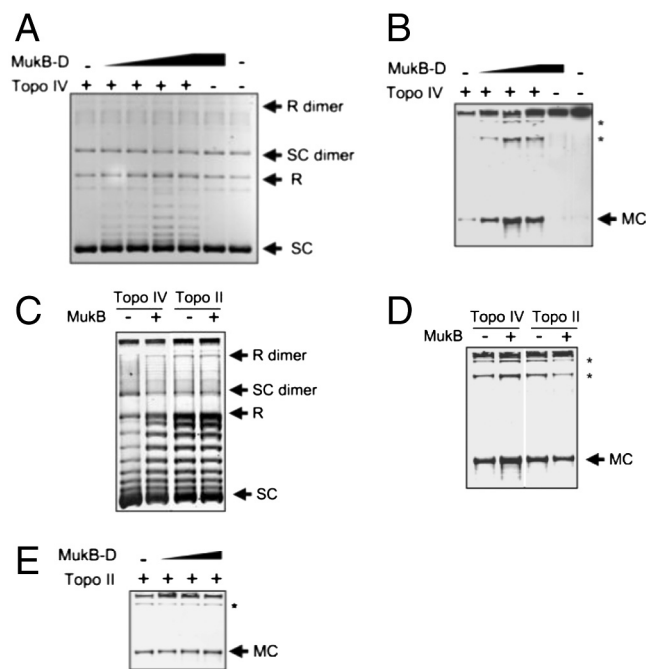 A
MukB-D - -
Topo IV + + + + + - -
R dimer
SC dimer
R
SC
B
MukB-D - - -
Topo IV + + + + - -
*
*
MC
C
Topo IV Topo II
MukB - + - +
R dimer
SC dimer
R
SC
D
Topo IV Topo II
MukB - + - +
*
*
MC
E
MukB-D -
Topo II + + + +
*
MC